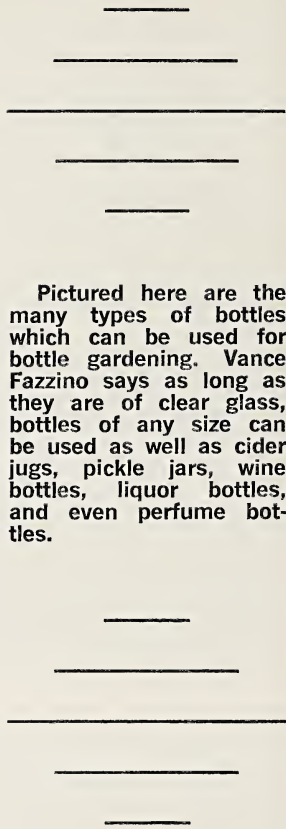 Pictured here are the
many types of bottles
which can be used for
bottle gardening. Vance
Fazzino says as long as
they are of clear glass,
bottles of any size can
be used as well as cider
jugs, pickle jars, wine
bottles, liquor bottles,
and even perfume bot-
tles.